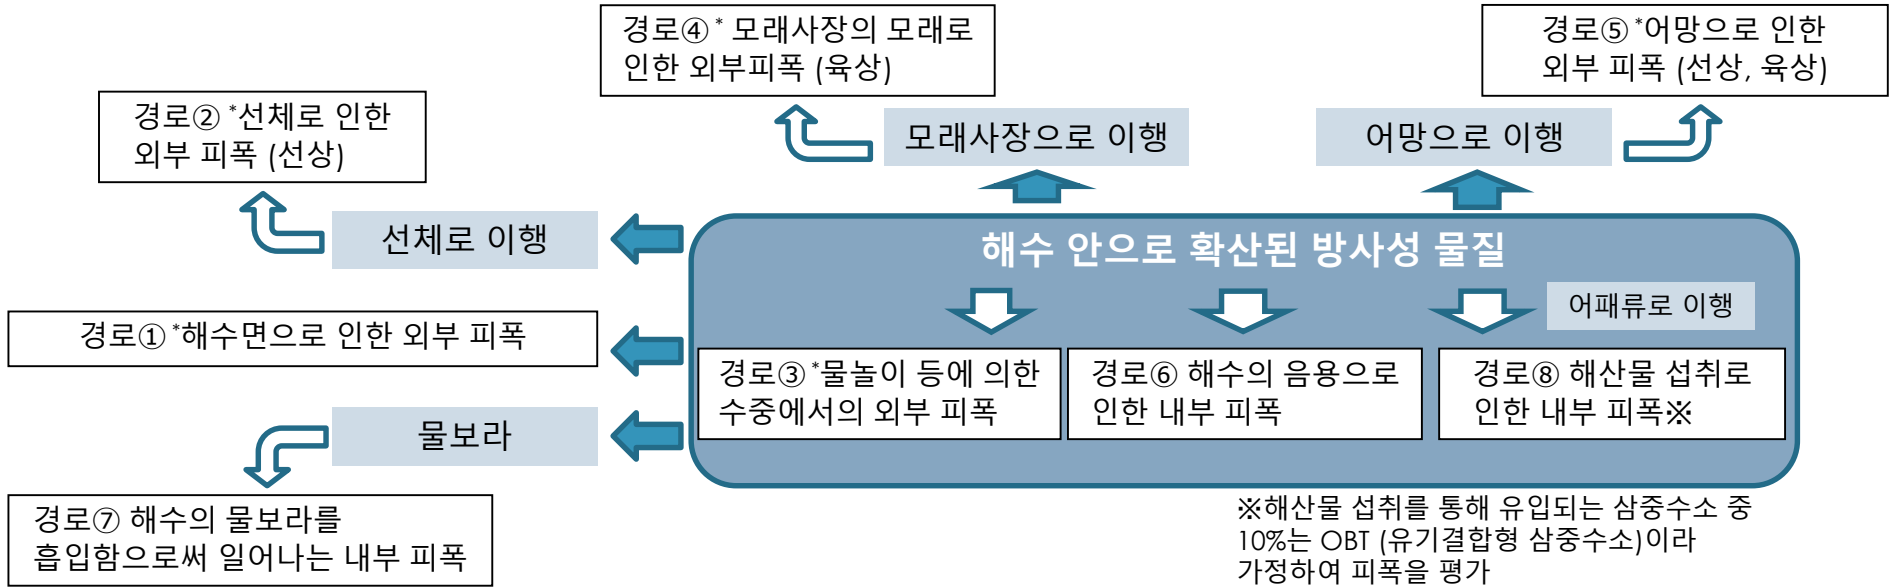 경로④ * 모래사장의 모래로
인한 외부피폭 (육상)
경로⑤ *어망으로 인한
외부 피폭 (선상, 육상)
경로② *선체로 인한
외부 피폭 (선상)
모래사장으로 이행
어망으로 이행
선체로 이행
해수 안으로 확산된 방사성 물질
어패류로 이행
경로① *해수면으로 인한 외부 피폭
경로③ *물놀이 등에 의한
수중에서의 외부 피폭
경로⑥ 해수의 음용으로
인한 내부 피폭
경로⑧ 해산물 섭취로
인한 내부 피폭※
물보라
경로⑦ 해수의 물보라를
흡입함으로써 일어나는 내부 피폭
※해산물 섭취를 통해 유입되는 삼중수소 중
10%는 OBT (유기결합형 삼중수소)이라
가정하여 피폭을 평가